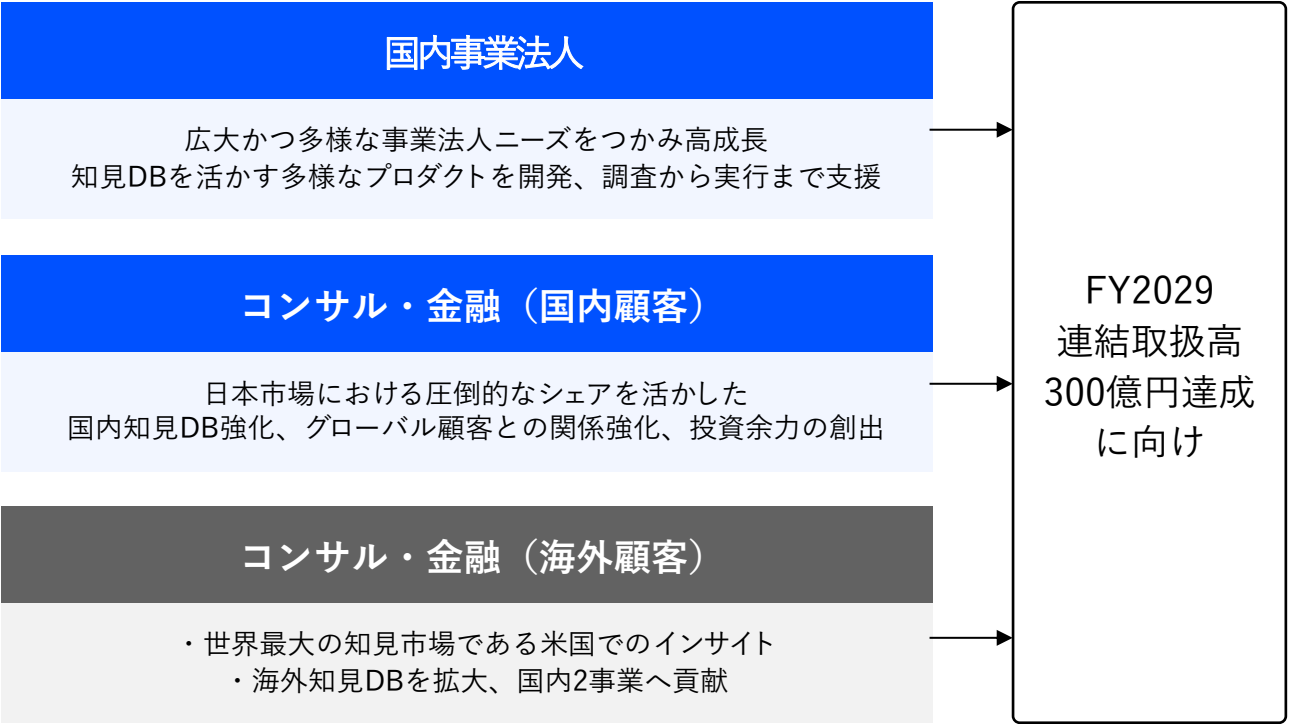 国内事業法人
広大かつ多様な事業法人ニーズをつかみ高成長
知見DBを活かす多様なプロダクトを開発、調査から実行まで支援
コンサル・金融（国内顧客）
日本市場における圧倒的なシェアを活かした
国内知見DB強化、グローバル顧客との関係強化、投資余力の創出
コンサル・金融（海外顧客）
・世界最大の知見市場である米国でのインサイト
・海外知見DBを拡大、国内2事業へ貢献
FY2029
連結取扱高
300億円達成
に向け